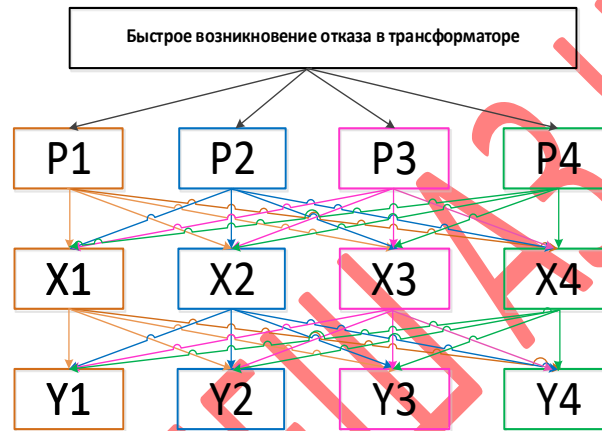 Быстрое возникновение отказа в трансформаторе
P1 P2 P3 P4
X1 X2 X3 X4
Y1 Y2 Y3 Y4